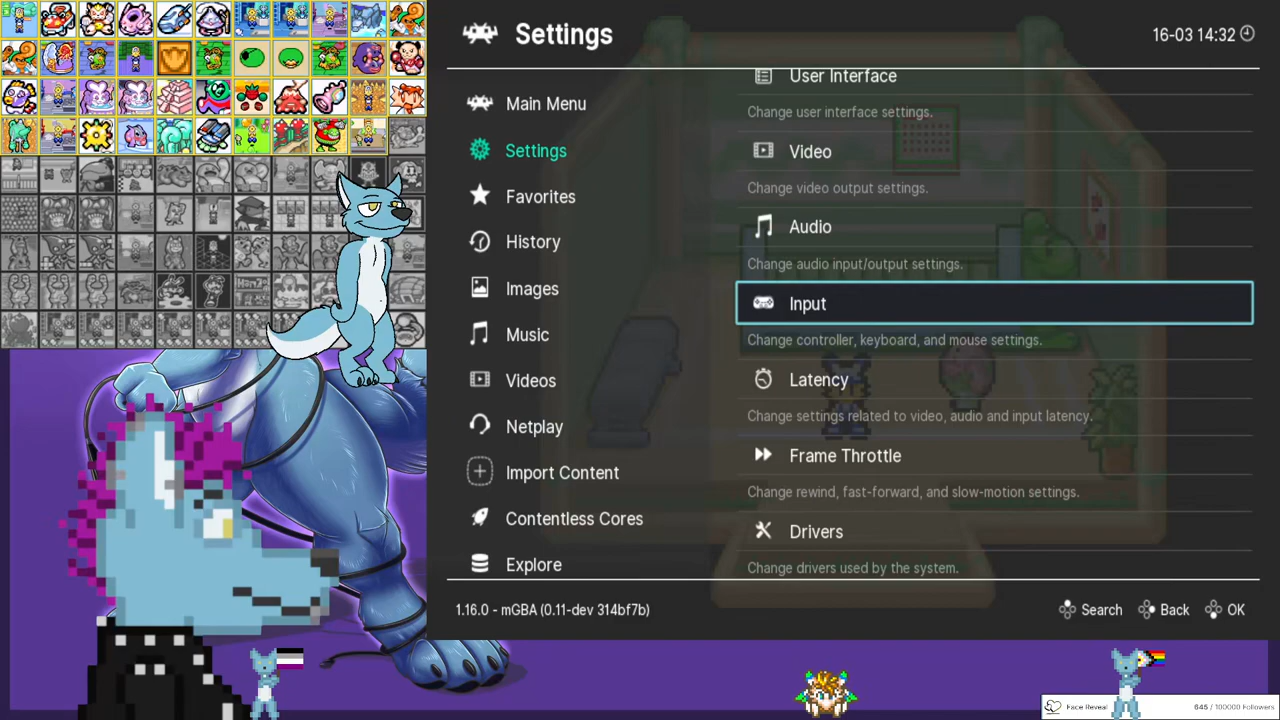 Settings
16-03 14:32
Main Menu
Settings
Favorites
History
Images
Music
Videos
Netplay
Import Content
Contentless Cores
Explore
User Interface
Change user interface settings.
Video
Change video output settings.
Audio
Change audio input/output settings.
Input
Change controller, keyboard, and mouse settings.
Latency
Change settings related to video, audio and input latency.
Frame Throttle
Change rewind, fast-forward, and slow-motion settings.
Drivers
Change drivers used by the system.
1.16.0 - mGBA (0.11-dev 314bf7b)
Search Back OK
Face Reveal
645 / 100000 Followers